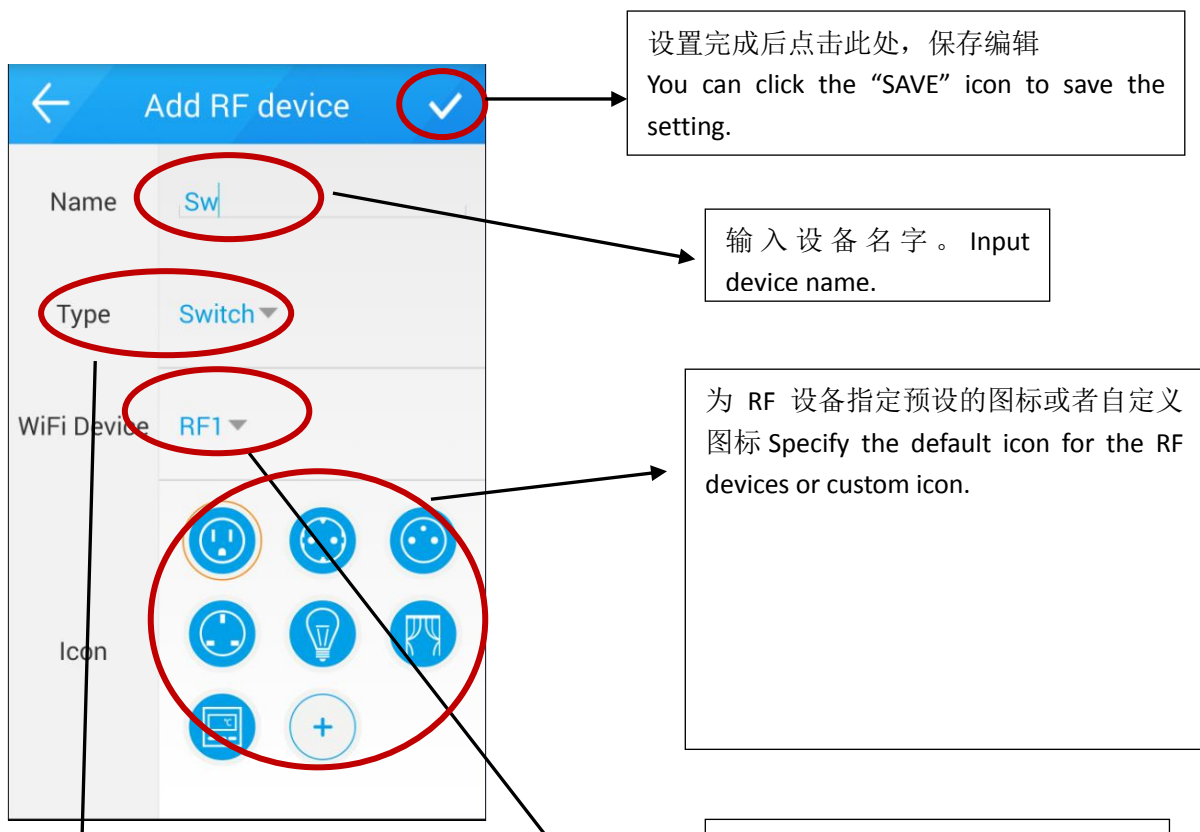 设置完成后点击此处，保存编辑
You can click the “SAVE” icon to save the
setting.
Add RF device
Name
Sw
输入设备名字。Input
device name.
Type
Switch
WiFi Device
RF1
为 RF 设备指定预设的图标或者自定义
图标 Specify the default icon for the RF
devices or custom icon.
Icon
℃